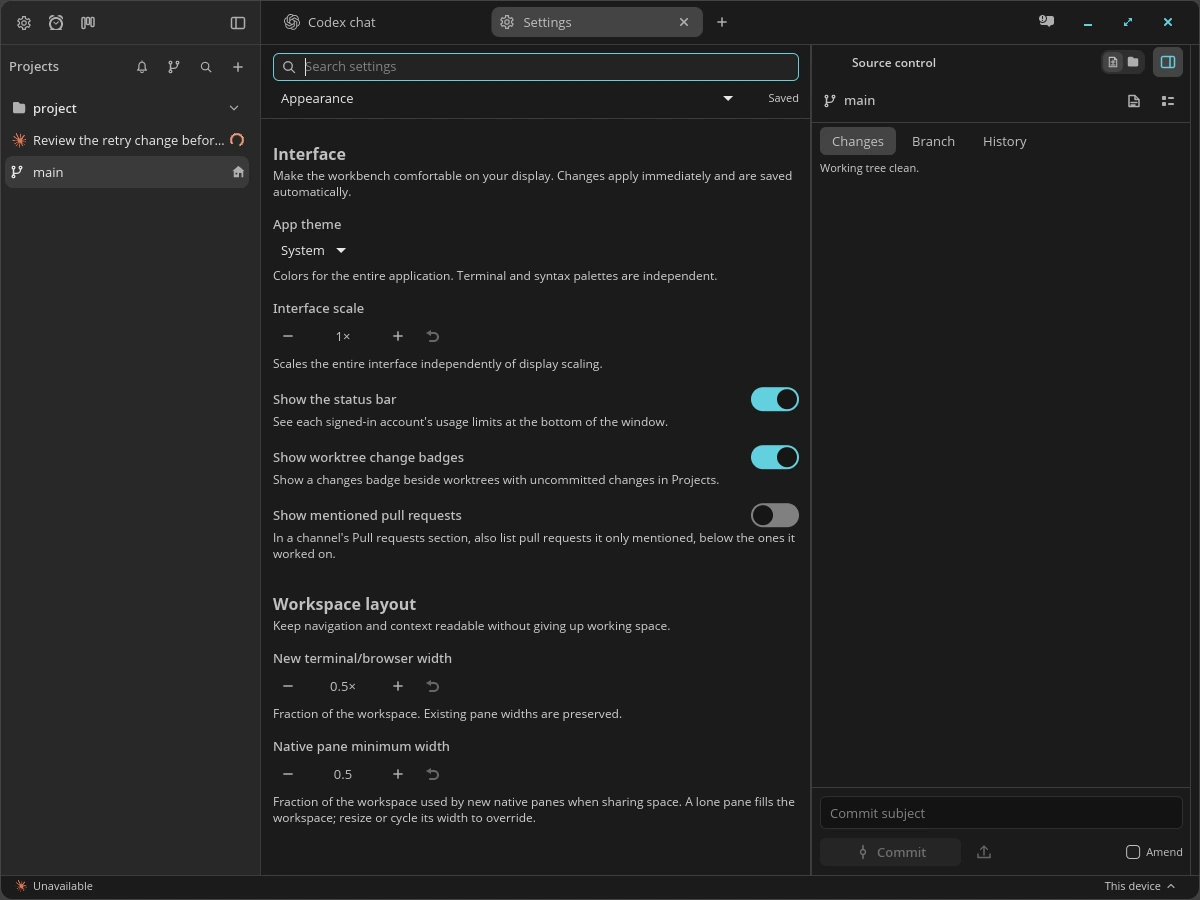 Codex chat
Settings
Projects
project
Review the retry change befor...
main
Search settings
Appearance
Saved
Interface
Make the workbench comfortable on your display. Changes apply immediately and are saved
automatically.
App theme
System
Colors for the entire application. Terminal and syntax palettes are independent.
Interface scale
1×
Scales the entire interface independently of display scaling.
Show the status bar
See each signed-in account's usage limits at the bottom of the window.
Show worktree change badges
Show a changes badge beside worktrees with uncommitted changes in Projects.
Show mentioned pull requests
In a channel's Pull requests section, also list pull requests it only mentioned, below the ones it
worked on.
Workspace layout
Keep navigation and context readable without giving up working space.
New terminal/browser width
0.5×
Fraction of the workspace. Existing pane widths are preserved.
Native pane minimum width
0.5
Fraction of the workspace used by new native panes when sharing space. A lone pane fills the
workspace; resize or cycle its width to override.
Source control
main
Changes
Branch
History
Working tree clean.
Commit subject
Commit
Amend
Unavailable
This device